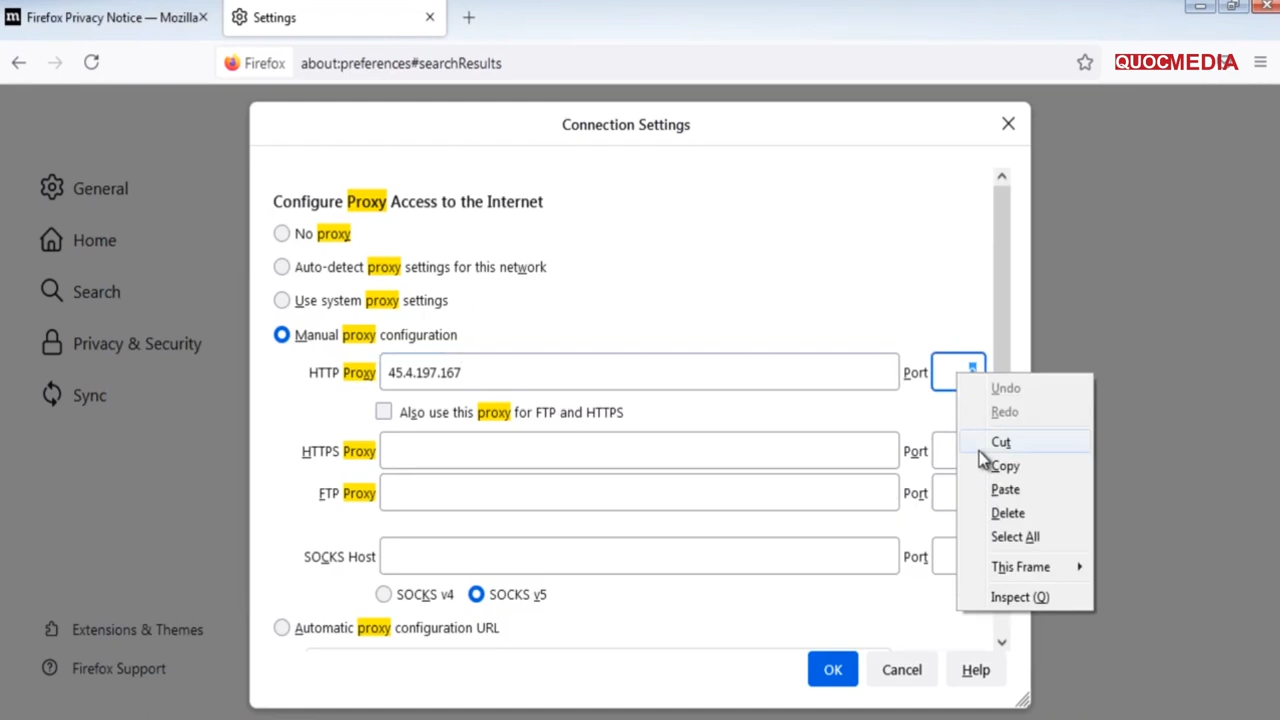 m Firefox Privacy Notice — Mozilla
Settings
Firefox
about:preferences#searchResults
QUOCMEDIA
Connection Settings
General
Home
Search
Privacy & Security
Sync
Extensions & Themes
Firefox Support
Configure Proxy Access to the Internet
No proxy
Auto-detect proxy settings for this network
Use system proxy settings
Manual proxy configuration
HTTP Proxy 45.4.197.167 Port
Also use this proxy for FTP and HTTPS
HTTPS Proxy Port
FTP Proxy Port
SOCKS Host Port
SOCKS v4 SOCKS v5
Automatic proxy configuration URL
OK Cancel Help
Undo
Redo
Cut
Copy
Paste
Delete
Select All
This Frame
Inspect (Q)